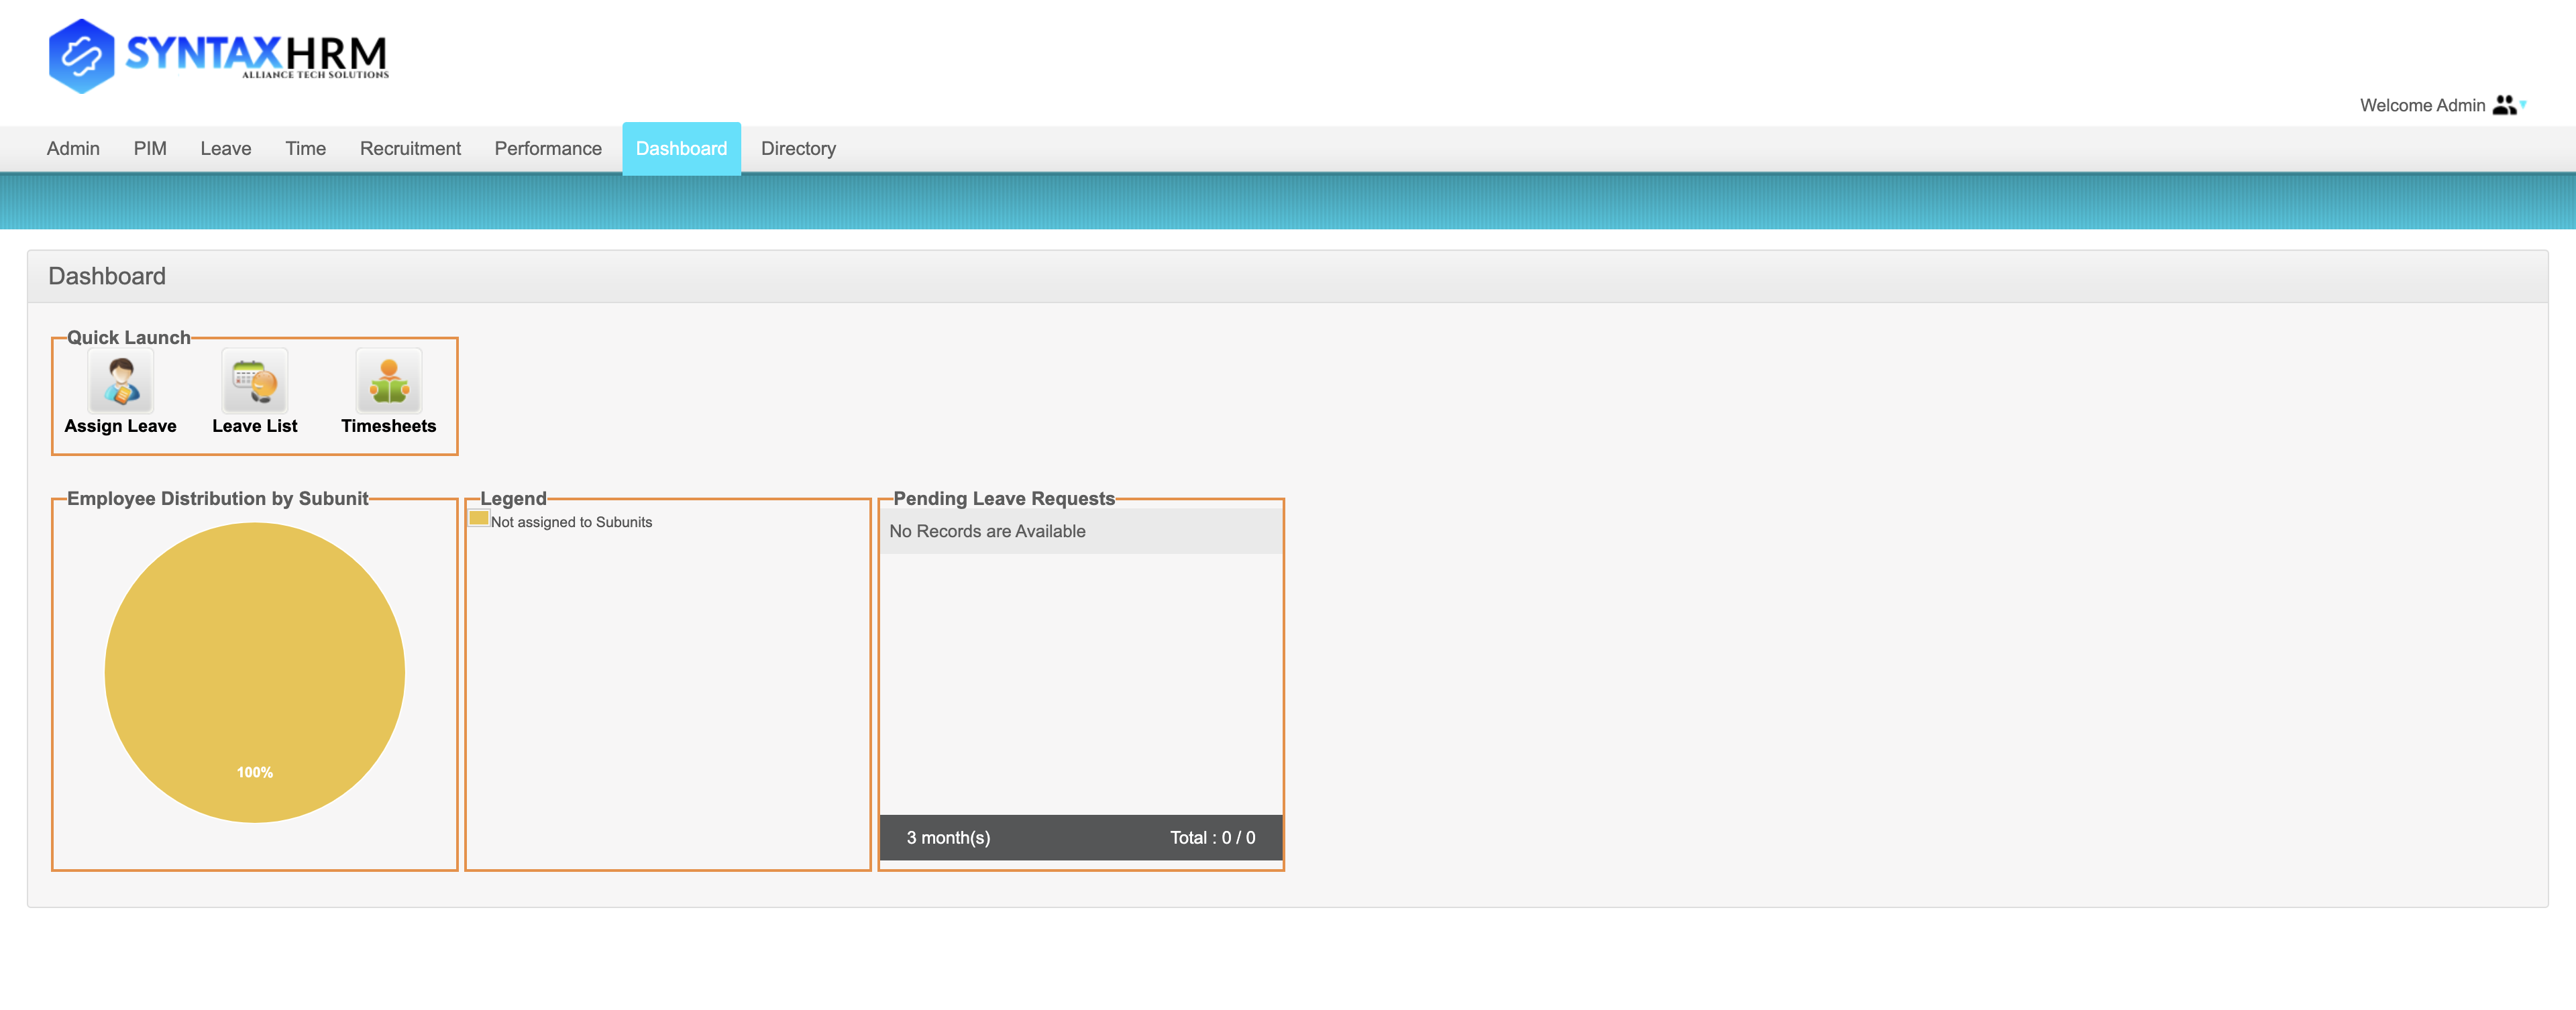 SYNTAXHRM
ALLIANCE TECH SOLUTIONS
Welcome Admin
Admin PIM Leave Time Recruitment Performance Dashboard Directory
Dashboard
Quick Launch
Assign Leave Leave List Timesheets
Employee Distribution by Subunit
100%
Legend
Not assigned to Subunits
Pending Leave Requests
No Records are Available
3 month(s) Total : 0 / 0